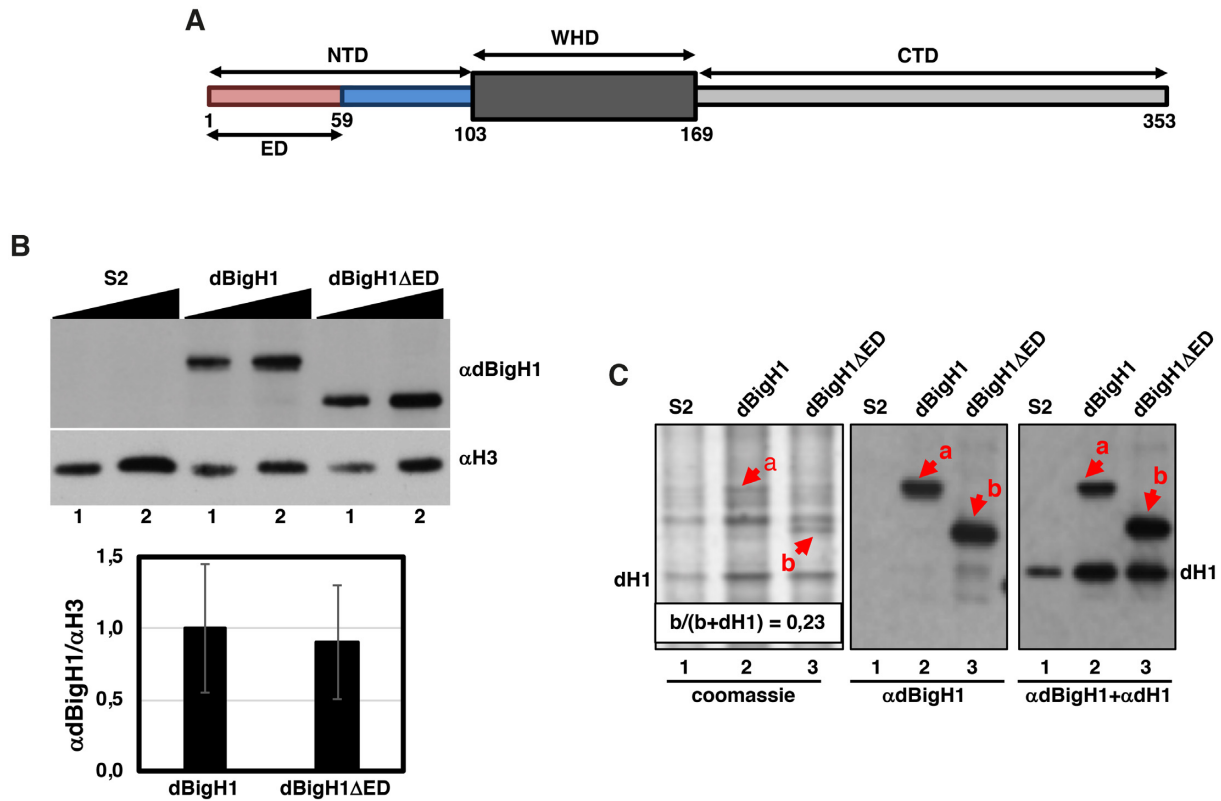 A
NTD
WHD
CTD
1
59
103
169
353
ED
B
S2 dBigH1 dBigH1ΔED
αdBigH1
αH3
1 2 1 2 1 2
1,5
1,0
0,5
0,0
αdBigH1/αH3
dBigH1 dBigH1ΔED
C
S2 dBigH1 dBigH1ΔED S2 dBigH1 dBigH1ΔED S2 dBigH1 dBigH1ΔED
a a a
b b b
dH1 dH1
b/(b+dH1) = 0,23
1 2 3 1 2 3 1 2 3
coomassie αdBigH1 αdBigH1+αdH1